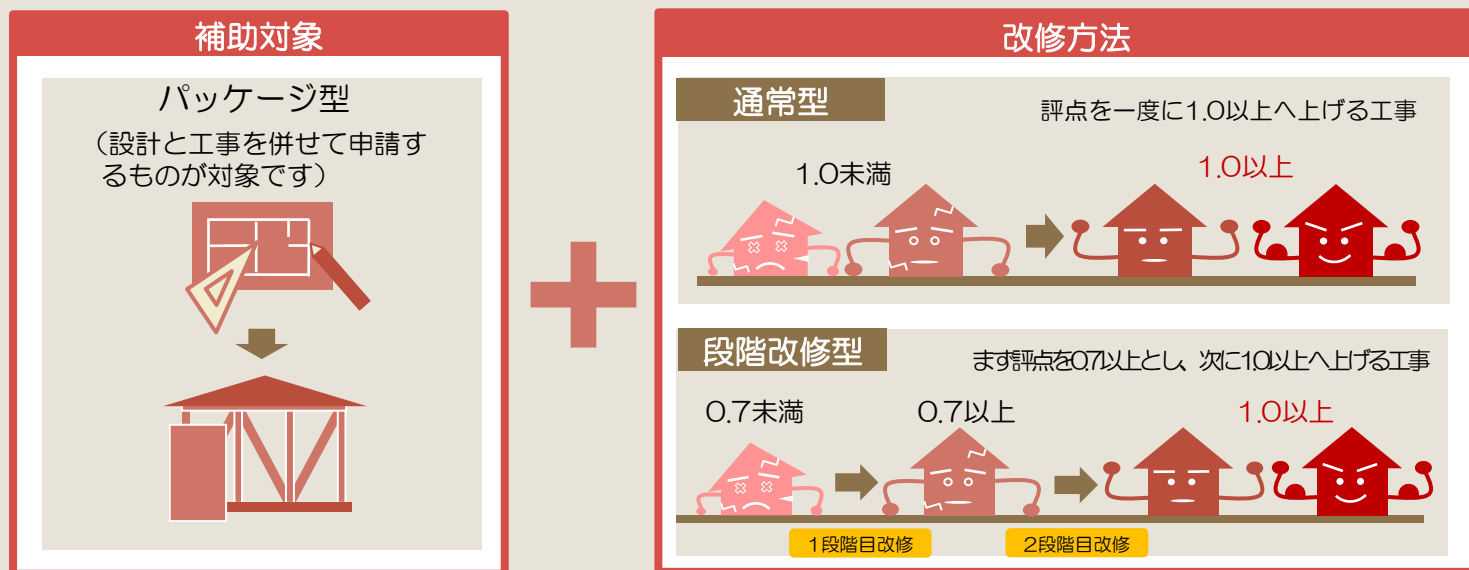 補助対象
パッケージ型
（設計と工事を併せて申請す
るものが対象です）
改修方法
通常型
評点を一度に1.0以上へ上げる工事
1.0未満
1.0以上
段階改修型
まず評点を0.7以上とし、次に1.0以上へ上げる工事
0.7未満
0.7以上
1.0以上
1段階目改修
2段階目改修